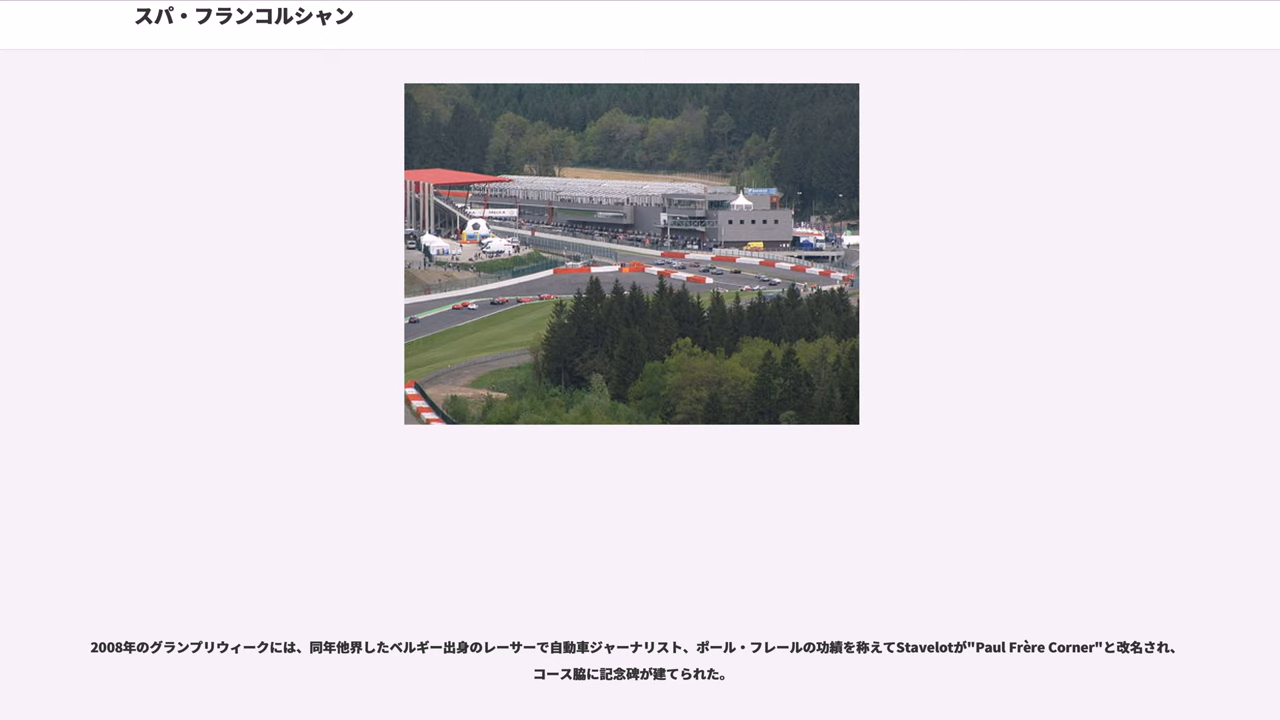 スパ・フランコルシャン
2008年のグランプリウィークには、同年他界したベルギー出身のレーサーで自動車ジャーナリスト、ポール・フレールの功績を称えてStavelotが"Paul Frère Corner"と改名され、
コース脇に記念碑が建てられた。